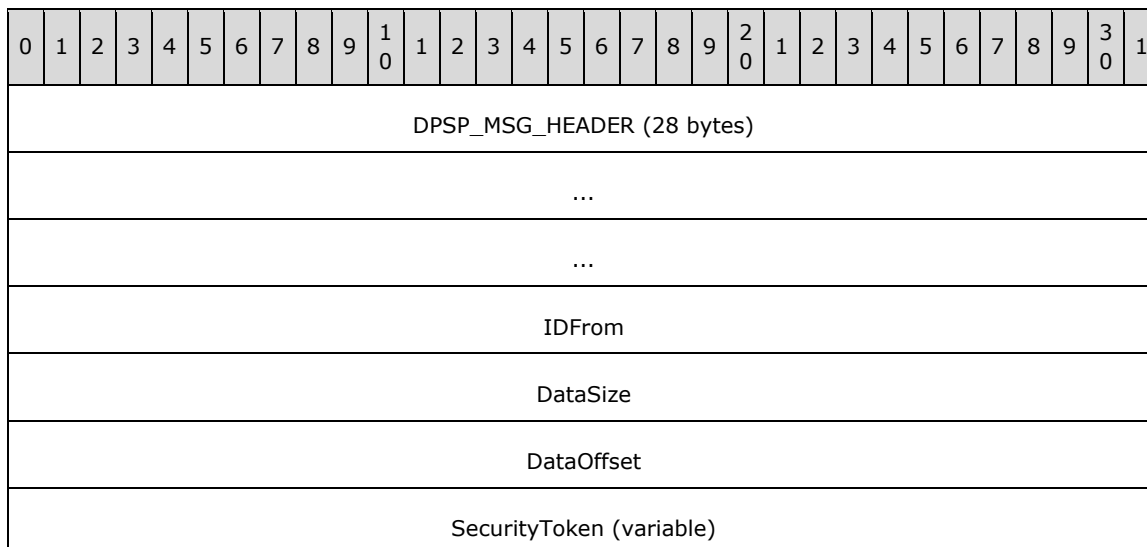 0 1 2 3 4 5 6 7 8 9 1 0 1 2 3 4 5 6 7 8 9 2 0 1 2 3 4 5 6 7 8 9 3 0 1
DPSP_MSG_HEADER (28 bytes)
...
...
IDFrom
DataSize
DataOffset
SecurityToken (variable)